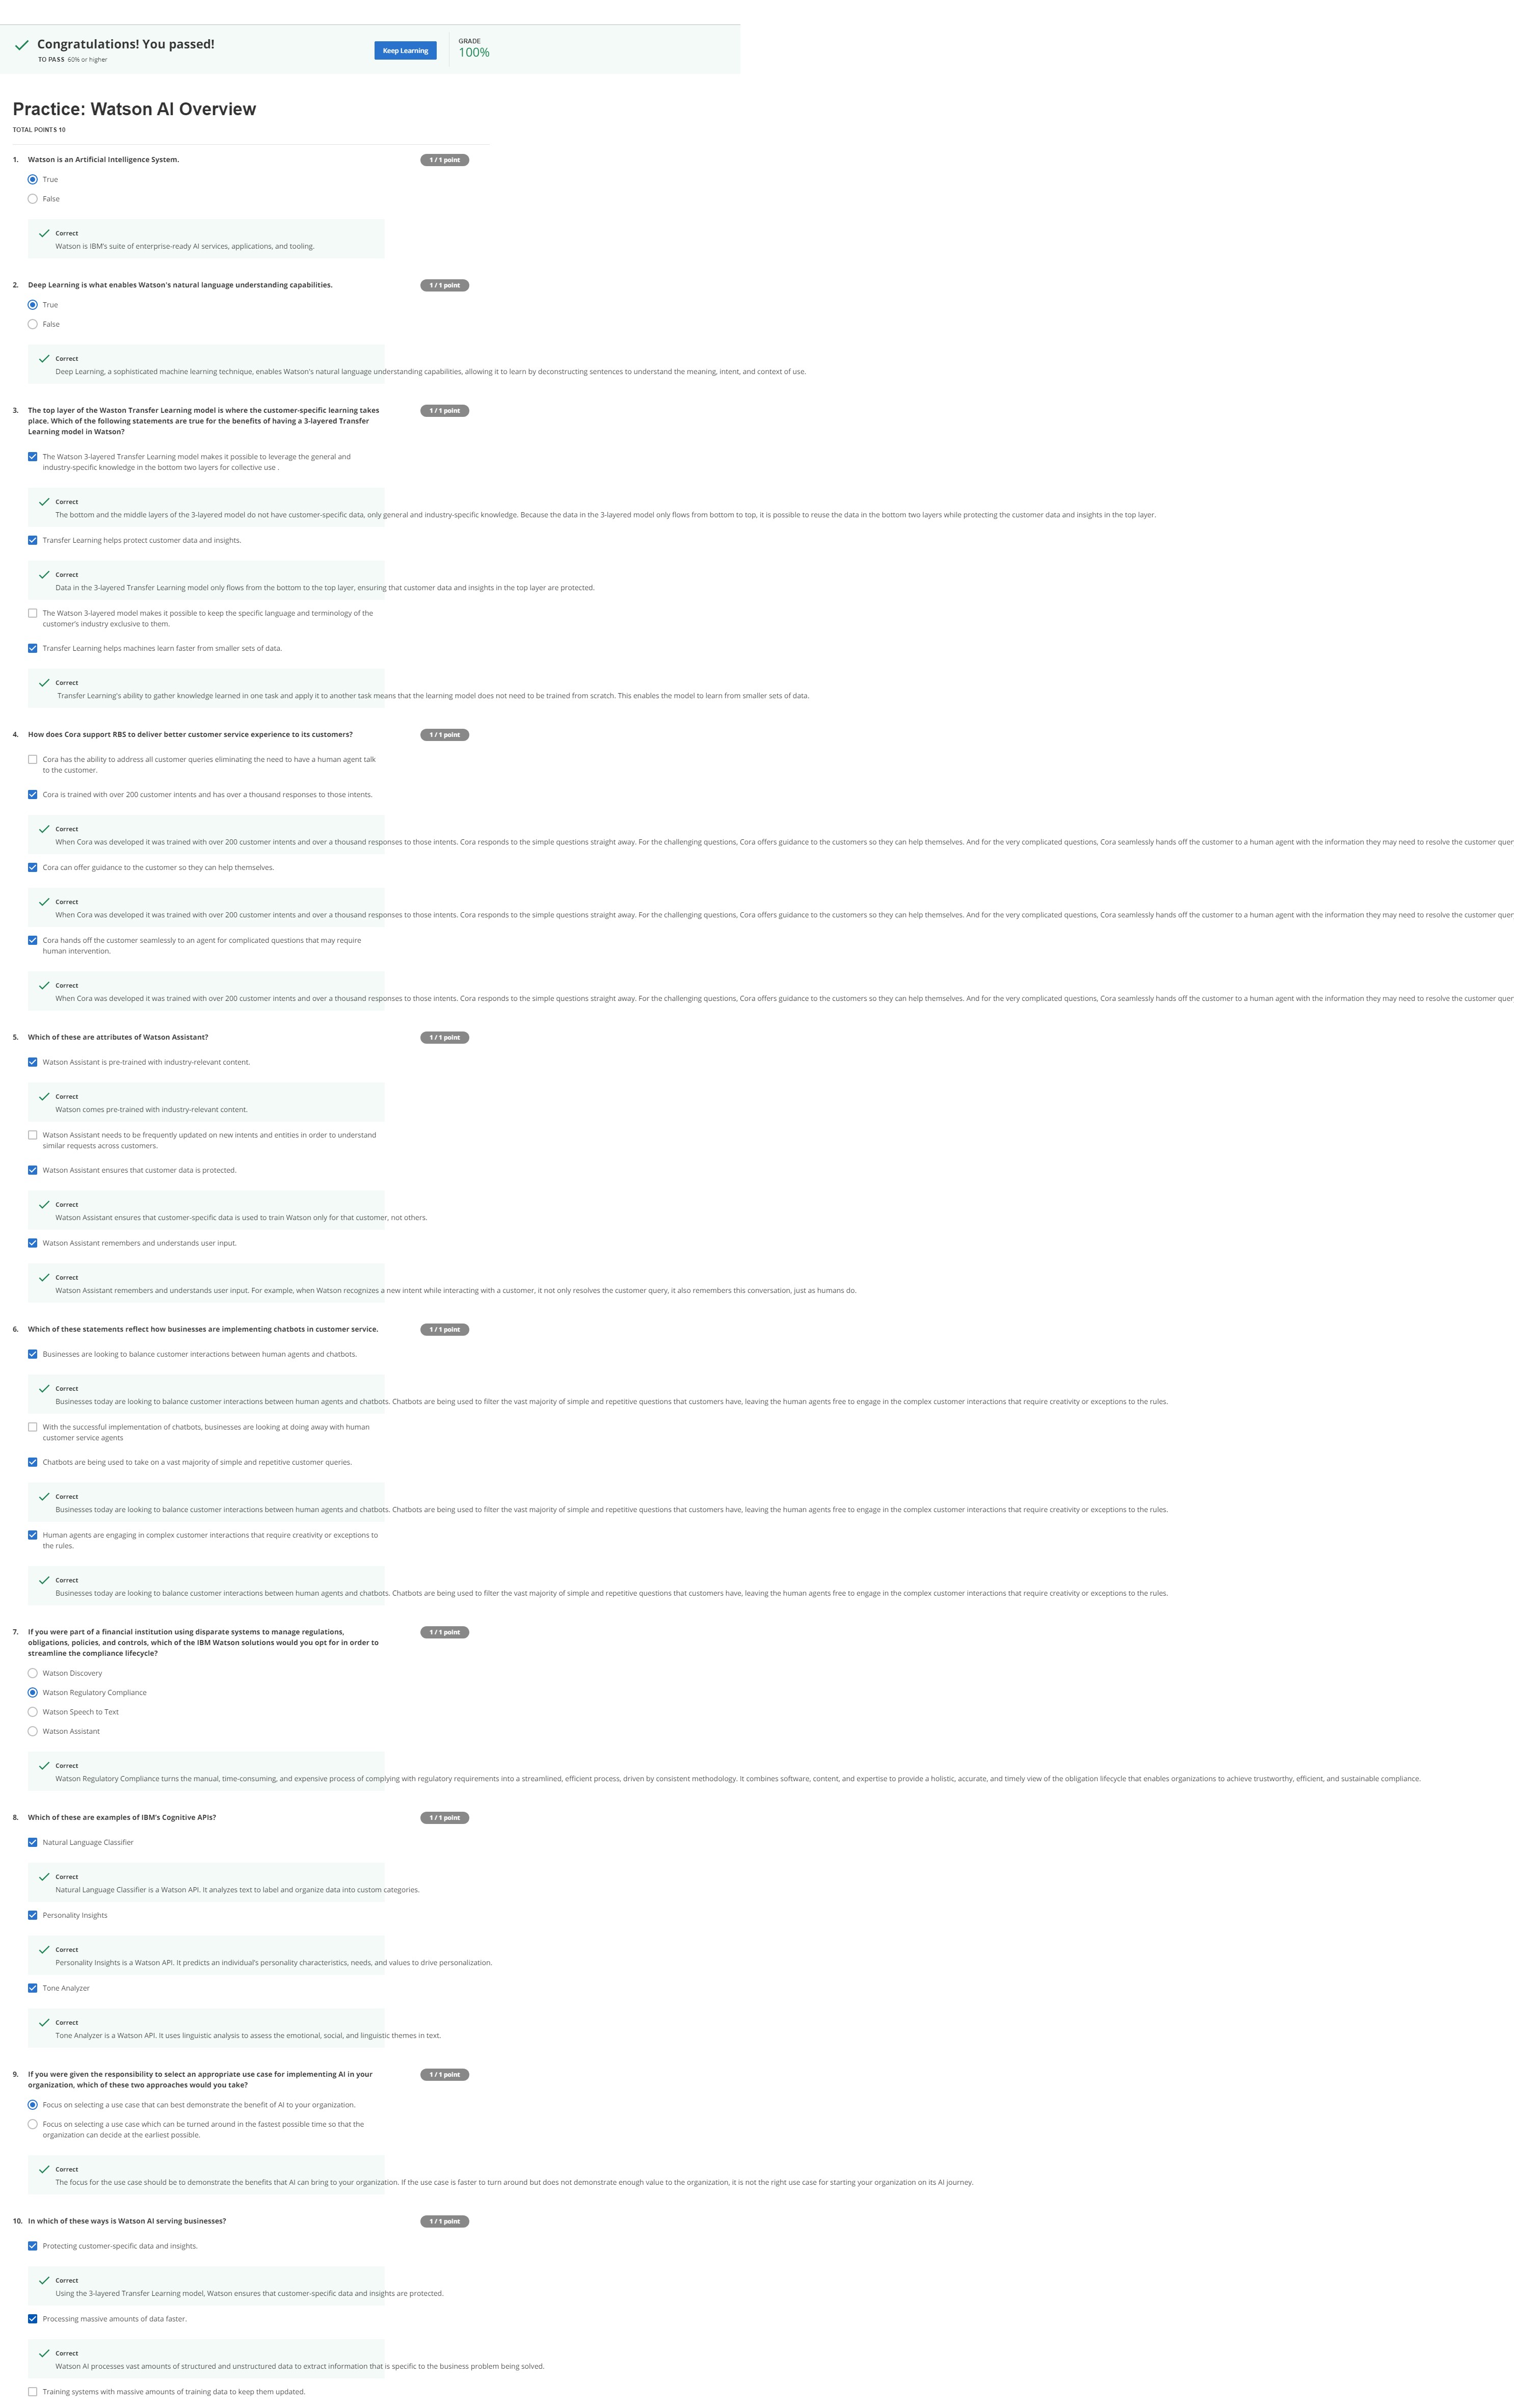 Congratulations! You passed!
TO PASS 60% or higher
Keep Learning
GRADE
100%
Practice: Watson AI Overview
TOTAL POINTS 10
1. Watson is an Artificial Intelligence System.
1 / 1 point
True
False
Correct
Watson is IBM's suite of enterprise-ready AI services, applications, and tooling.
2. Deep Learning is what enables Watson's natural language understanding capabilities.
1 / 1 point
True
False
Correct
Deep Learning, a sophisticated machine learning technique, enables Watson's natural language understanding capabilities, allowing it to learn by deconstructing sentences to understand the meaning, intent, and context of use.
3. The top layer of the Waston Transfer Learning model is where the customer-specific learning takes
place. Which of the following statements are true for the benefits of having a 3-layered Transfer
Learning model in Watson?
1 / 1 point
The Watson 3-layered Transfer Learning model makes it possible to leverage the general and
industry-specific knowledge in the bottom two layers for collective use .
Correct
The bottom and the middle layers of the 3-layered model do not have customer-specific data, only general and industry-specific knowledge. Because the data in the 3-layered model only flows from bottom to top, it is possible to reuse the data in the bottom two layers while protecting the customer data and insights in the top layer.
Transfer Learning helps protect customer data and insights.
Correct
Data in the 3-layered Transfer Learning model only flows from the bottom to the top layer, ensuring that customer data and insights in the top layer are protected.
The Watson 3-layered model makes it possible to keep the specific language and terminology of the
customer's industry exclusive to them.
Transfer Learning helps machines learn faster from smaller sets of data.
Correct
Transfer Learning's ability to gather knowledge learned in one task and apply it to another task means that the learning model does not need to be trained from scratch. This enables the model to learn from smaller sets of data.
4. How does Cora support RBS to deliver better customer service experience to its customers?
1 / 1 point
Cora has the ability to address all customer queries eliminating the need to have a human agent talk
to the customer.
Cora is trained with over 200 customer intents and has over a thousand responses to those intents.
Correct
When Cora was developed it was trained with over 200 customer intents and over a thousand responses to those intents. Cora responds to the simple questions straight away. For the challenging questions, Cora offers guidance to the customers so they can help themselves. And for the very complicated questions, Cora seamlessly hands off the customer to a human agent with the information they may need to resolve the customer quer
Cora can offer guidance to the customer so they can help themselves.
Correct
When Cora was developed it was trained with over 200 customer intents and over a thousand responses to those intents. Cora responds to the simple questions straight away. For the challenging questions, Cora offers guidance to the customers so they can help themselves. And for the very complicated questions, Cora seamlessly hands off the customer to a human agent with the information they may need to resolve the customer quer
Cora hands off the customer seamlessly to an agent for complicated questions that may require
human intervention.
Correct
When Cora was developed it was trained with over 200 customer intents and over a thousand responses to those intents. Cora responds to the simple questions straight away. For the challenging questions, Cora offers guidance to the customers so they can help themselves. And for the very complicated questions, Cora seamlessly hands off the customer to a human agent with the information they may need to resolve the customer quer
5. Which of these are attributes of Watson Assistant?
1 / 1 point
Watson Assistant is pre-trained with industry-relevant content.
Correct
Watson comes pre-trained with industry-relevant content.
Watson Assistant needs to be frequently updated on new intents and entities in order to understand
similar requests across customers.
Watson Assistant ensures that customer data is protected.
Correct
Watson Assistant ensures that customer-specific data is used to train Watson only for that customer, not others.
Watson Assistant remembers and understands user input.
Correct
Watson Assistant remembers and understands user input. For example, when Watson recognizes a new intent while interacting with a customer, it not only resolves the customer query, it also remembers this conversation, just as humans do.
6. Which of these statements reflect how businesses are implementing chatbots in customer service.
1 / 1 point
Businesses are looking to balance customer interactions between human agents and chatbots.
Correct
Businesses today are looking to balance customer interactions between human agents and chatbots. Chatbots are being used to filter the vast majority of simple and repetitive questions that customers have, leaving the human agents free to engage in the complex customer interactions that require creativity or exceptions to the rules.
With the successful implementation of chatbots, businesses are looking at doing away with human
customer service agents
Chatbots are being used to take on a vast majority of simple and repetitive customer queries.
Correct
Businesses today are looking to balance customer interactions between human agents and chatbots. Chatbots are being used to filter the vast majority of simple and repetitive questions that customers have, leaving the human agents free to engage in the complex customer interactions that require creativity or exceptions to the rules.
Human agents are engaging in complex customer interactions that require creativity or exceptions to
the rules.
Correct
Businesses today are looking to balance customer interactions between human agents and chatbots. Chatbots are being used to filter the vast majority of simple and repetitive questions that customers have, leaving the human agents free to engage in the complex customer interactions that require creativity or exceptions to the rules.
7. If you were part of a financial institution using disparate systems to manage regulations,
obligations, policies, and controls, which of the IBM Watson solutions would you opt for in order to
streamline the compliance lifecycle?
1 / 1 point
Watson Discovery
Watson Regulatory Compliance
Watson Speech to Text
Watson Assistant
Correct
Watson Regulatory Compliance turns the manual, time-consuming, and expensive process of complying with regulatory requirements into a streamlined, efficient process, driven by consistent methodology. It combines software, content, and expertise to provide a holistic, accurate, and timely view of the obligation lifecycle that enables organizations to achieve trustworthy, efficient, and sustainable compliance.
8. Which of these are examples of IBM's Cognitive APIs?
1 / 1 point
Natural Language Classifier
Correct
Natural Language Classifier is a Watson API. It analyzes text to label and organize data into custom categories.
Personality Insights
Correct
Personality Insights is a Watson API. It predicts an individual's personality characteristics, needs, and values to drive personalization.
Tone Analyzer
Correct
Tone Analyzer is a Watson API. It uses linguistic analysis to assess the emotional, social, and linguistic themes in text.
9. If you were given the responsibility to select an appropriate use case for implementing AI in your
organization, which of these two approaches would you take?
1 / 1 point
Focus on selecting a use case that can best demonstrate the benefit of AI to your organization.
Focus on selecting a use case which can be turned around in the fastest possible time so that the
organization can decide at the earliest possible.
Correct
The focus for the use case should be to demonstrate the benefits that AI can bring to your organization. If the use case is faster to turn around but does not demonstrate enough value to the organization, it is not the right use case for starting your organization on its AI journey.
10. In which of these ways is Watson AI serving businesses?
1 / 1 point
Protecting customer-specific data and insights.
Correct
Using the 3-layered Transfer Learning model, Watson ensures that customer-specific data and insights are protected.
Processing massive amounts of data faster.
Correct
Watson AI processes vast amounts of structured and unstructured data to extract information that is specific to the business problem being solved.
Training systems with massive amounts of training data to keep them updated.